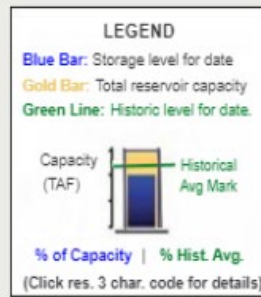 LEGEND
Blue Bar: Storage level for date
Gold Bar: Total reservoir capacity
Green Line: Historic level for date.
Capacity
(TAF)
Historical
Avg Mark
% of Capacity | % Hist. Avg.
(Click res. 3 char. code for details)